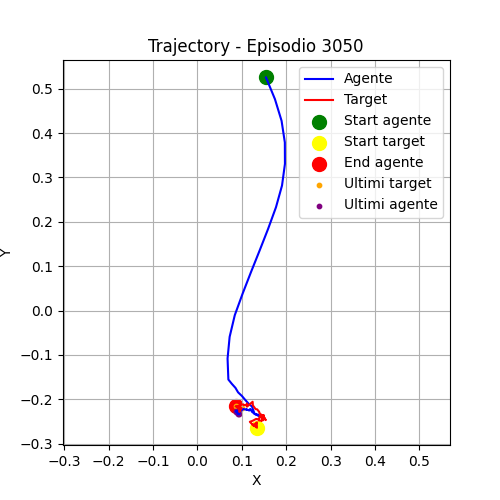 Trajectory - Episodio 3050
Agente
Target
Start agente
Start target
End agente
Ultimi target
Ultimi agente
Y
0.5
0.4
0.3
0.2
0.1
0.0
−0.1
−0.2
−0.3
−0.3 −0.2 −0.1 0.0 0.1 0.2 0.3 0.4 0.5
X